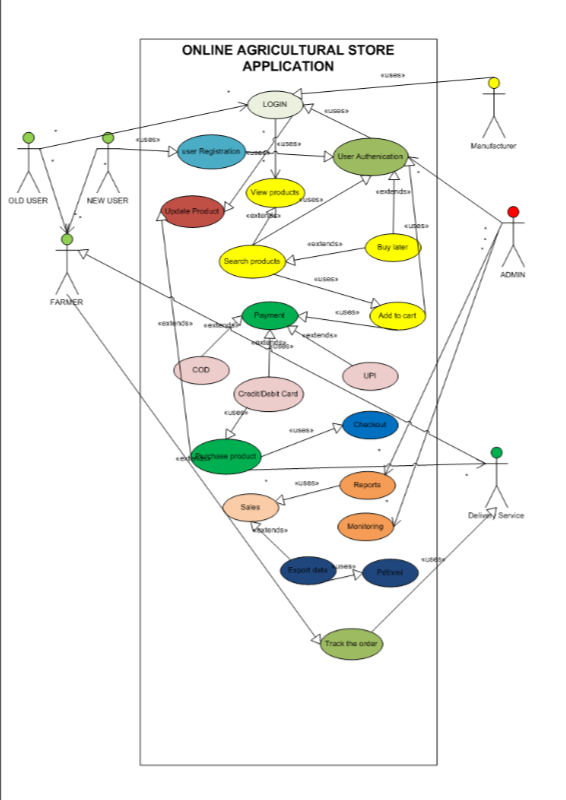 ONLINE AGRICULTURAL STORE
APPLICATION
«uses»
LOGIN
«uses»
Manufacturer
«uses»
«uses»
user Registration
«uses»
User Authenication
OLD USER
NEW USER
View products
«extends»
«uses»
Update Product
«extends»
«uses»
«extends»
Buy later
ADMIN
Search products
«uses»
FARMER
Payment
«uses»
Add to cart
«extends»
«extends»
«extends»
«extends»
«uses»
COD
UPI
Credit/Debit Card
«uses»
Checkout
«uses»
Purchase product
«extends»
«uses»
Reports
Sales
Delivery Service
«extends»
Monitoring
«uses»
«uses»
Export data
Track the order